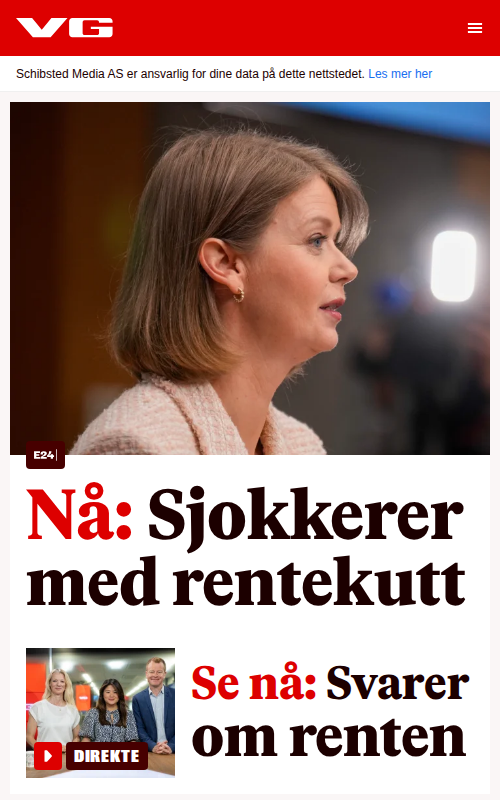 VG
Schibsted Media AS er ansvarlig for dine data på dette nettstedet. Les mer her
E24
Nå: Sjokkerer
med rentekutt
Se nå: Svarer
om renten
DIREKTE